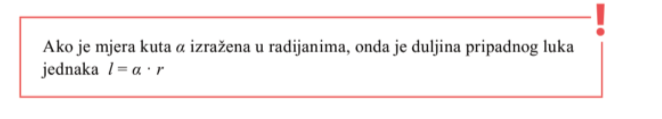 Ako je mjera kuta α izražena u radijanima, onda je duljina pripadnog luka
jednaka l = α · r
!